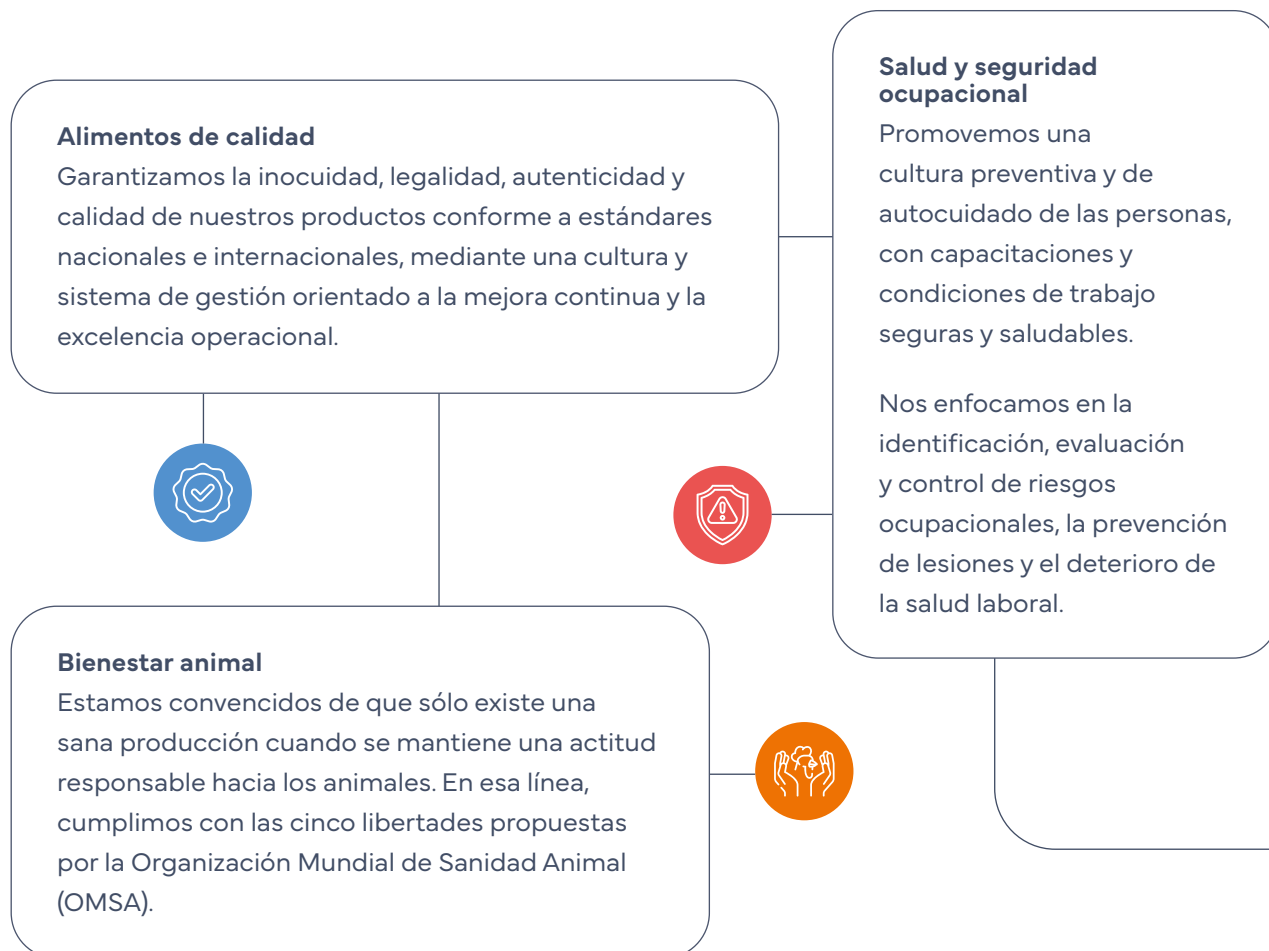 Alimentos de calidad
Garantizamos la inocuidad, legalidad, autenticidad y
calidad de nuestros productos conforme a estándares
nacionales e internacionales, mediante una cultura y
sistema de gestión orientado a la mejora continua y la
excelencia operacional.
Salud y seguridad
ocupacional
Promovemos una
cultura preventiva y de
autocuidado de las personas,
con capacitaciones y
condiciones de trabajo
seguras y saludables.
Nos enfocamos en la
identificación, evaluación
y control de riesgos
ocupacionales, la prevención
de lesiones y el deterioro de
la salud laboral.
Bienestar animal
Estamos convencidos de que sólo existe una
sana producción cuando se mantiene una actitud
responsable hacia los animales. En esa línea,
cumplimos con las cinco libertades propuestas
por la Organización Mundial de Sanidad Animal
(OMSA).